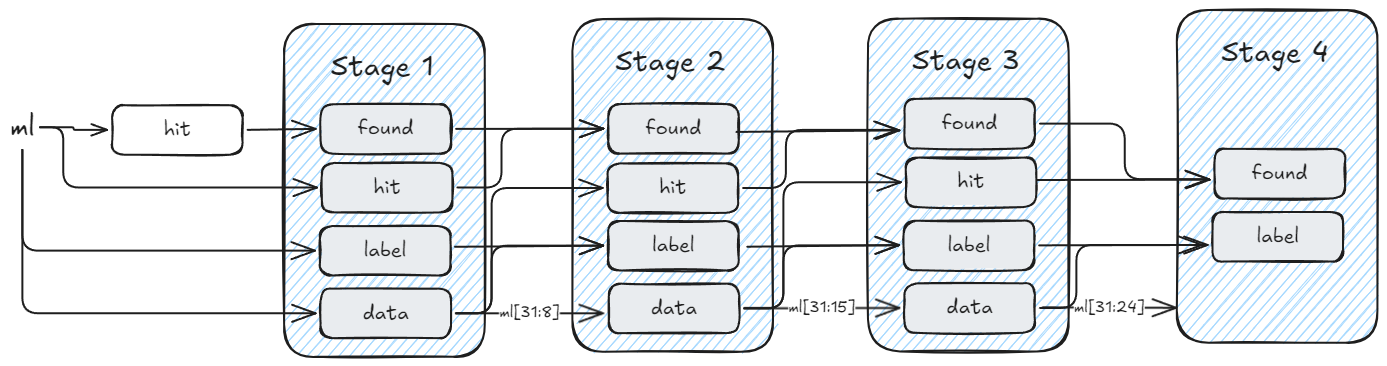 ml
hit
Stage 1
found
hit
label
data
ml[31:8]
Stage 2
found
hit
label
data
ml[31:15]
Stage 3
found
hit
label
data
ml[31:24]
Stage 4
found
label